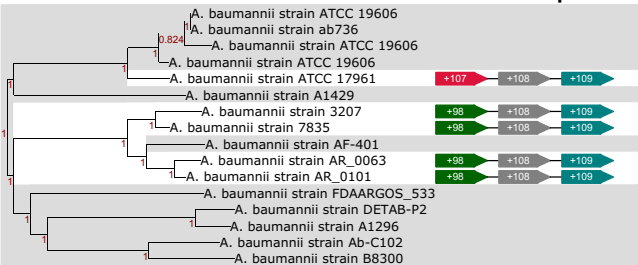 A. baumannii strain ATCC 19606
A. baumannii strain ab736
0.824
1
A. baumannii strain ATCC 19606
A. baumannii strain ATCC 19606
1
1
A. baumannii strain ATCC 17961 +107 +108 +109
A. baumannii strain A1429
A. baumannii strain 3207 +98 +108 +109
1
A. baumannii strain 7835 +98 +108 +109
1
1
A. baumannii strain AF-401
1
A. baumannii strain AR_0063 +98 +108 +109
1
1
A. baumannii strain AR_0101 +98 +108 +109
1
A. baumannii strain FDAARGOS_533
A. baumannii strain DETAB-P2
1
1
A. baumannii strain A1296
1
A. baumannii strain Ab-C102
1
A. baumannii strain B8300